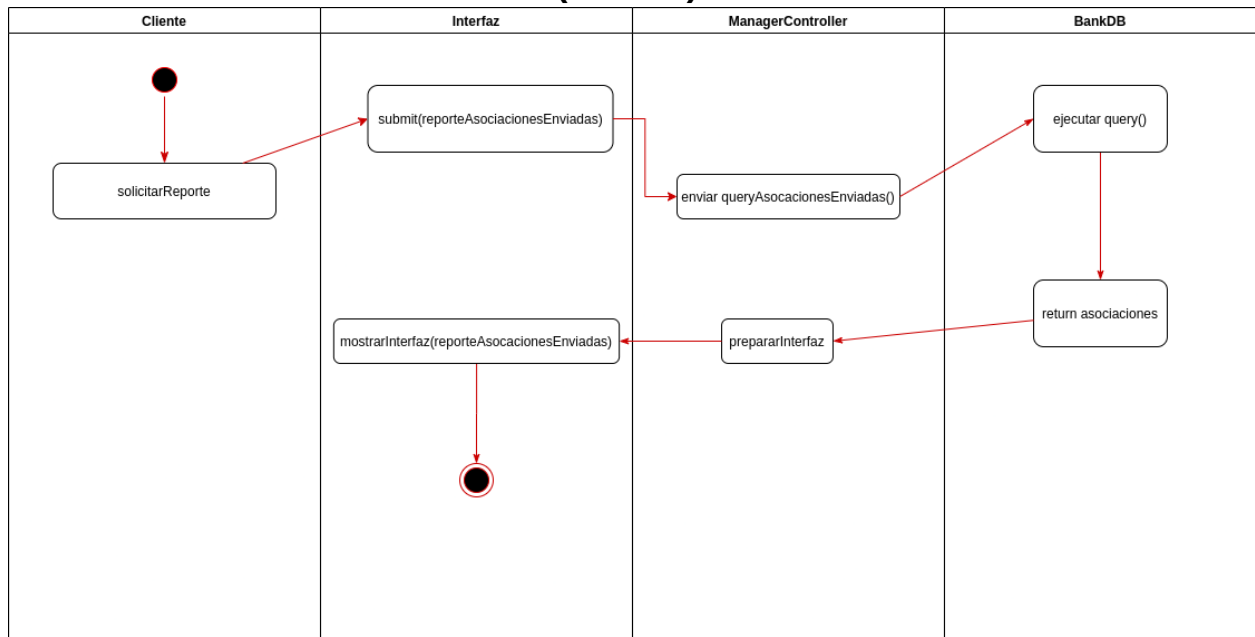 Cliente
Interfaz
ManagerController
BankDB
submit(reporteAsociacionesEnviadas)
ejecutar query()
solicitarReporte
enviar queryAsocacionesEnviadas()
return asociaciones
mostrarInterfaz(reporteAsocacionesEnviadas)
prepararInterfaz